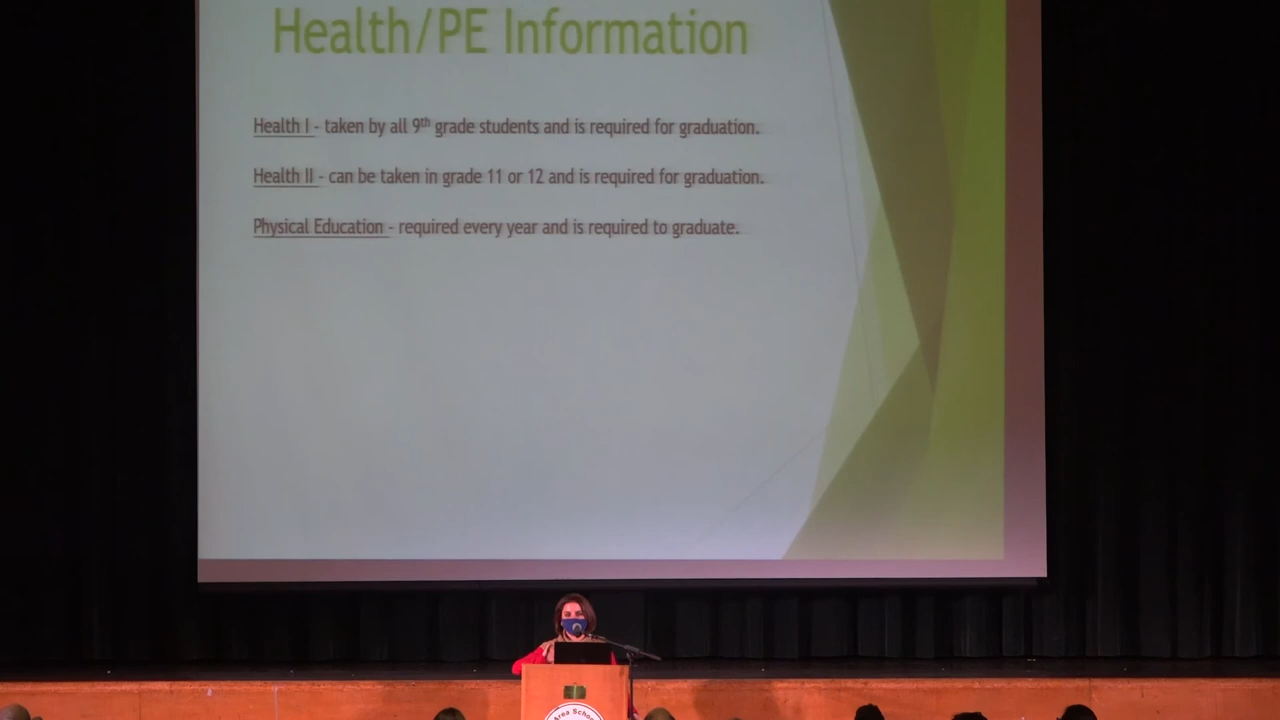 Health/PE Information
Health I - taken by all 9th grade students and is required for graduation.
Health II - can be taken in grade 11 or 12 and is required for graduation.
Physical Education - required every year and is required to graduate.
Area School